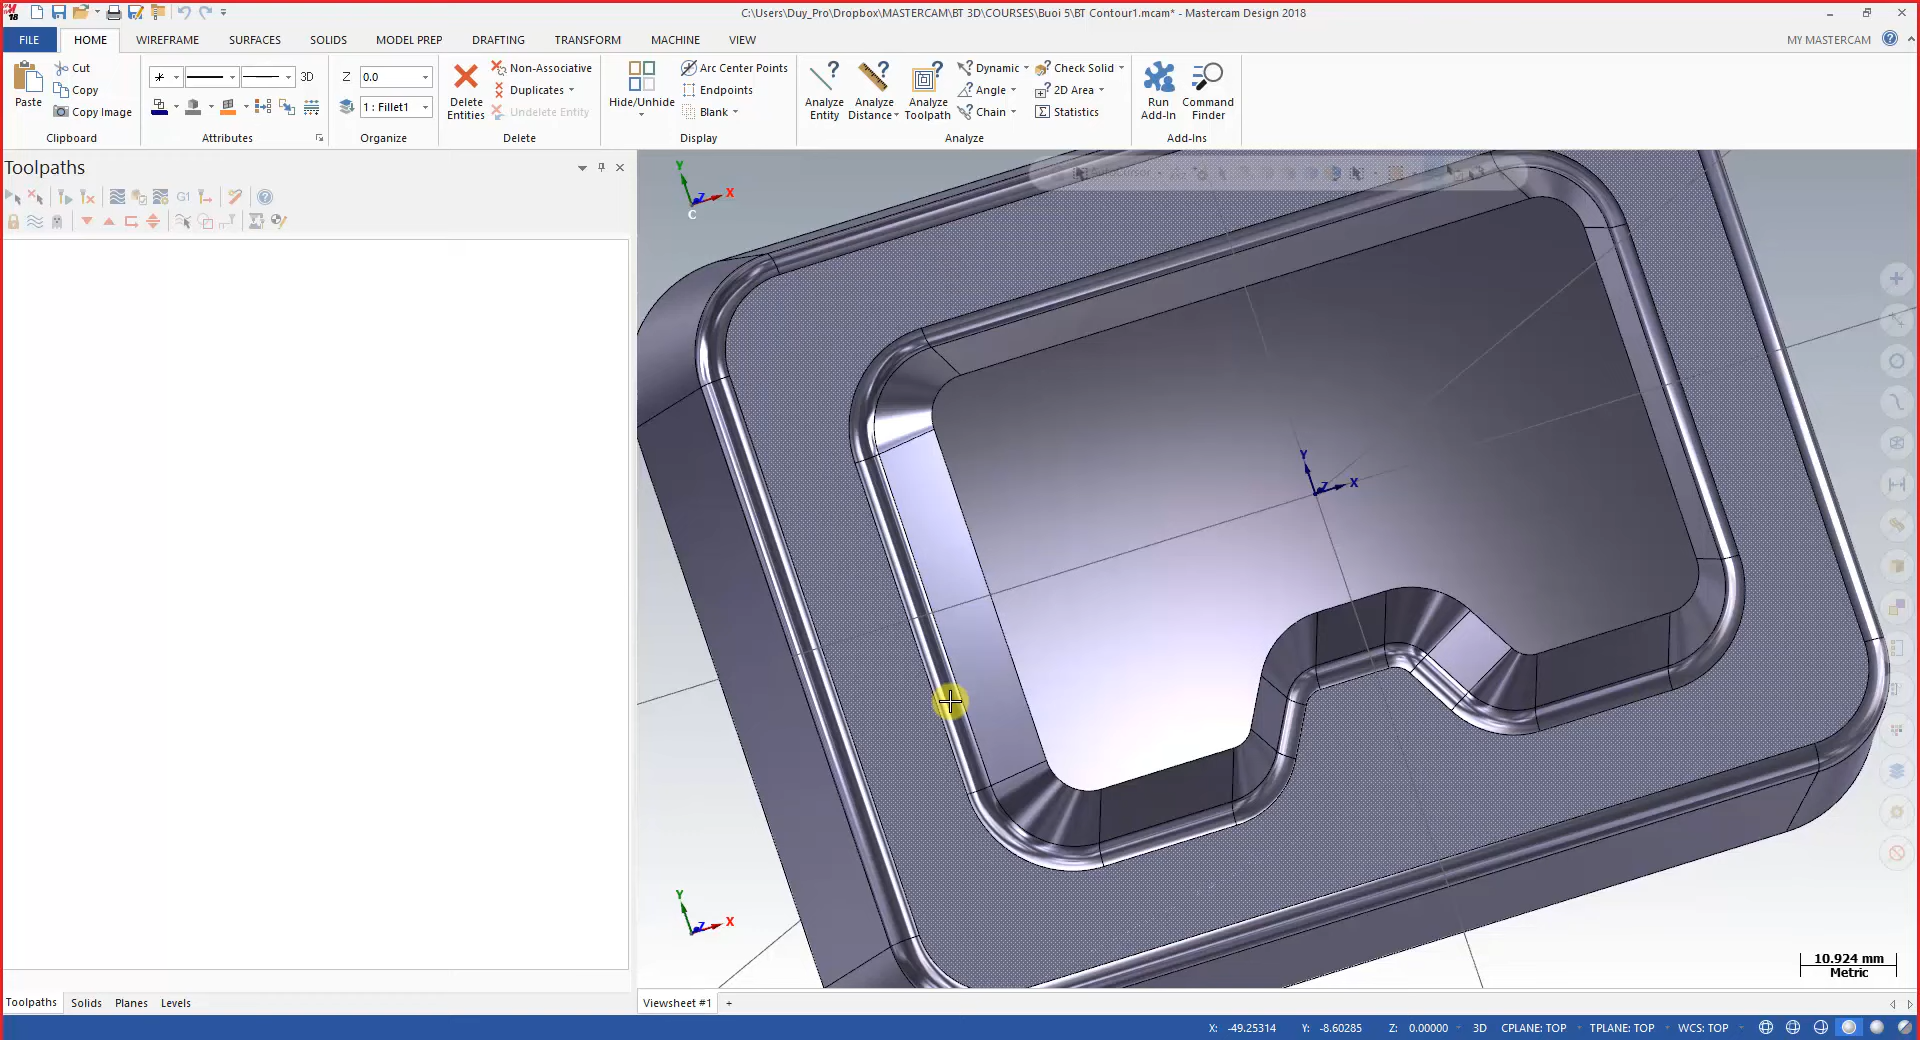 C:\Users\Duy_Pro\Dropbox\MASTERCAM\BT 3D\COURSES\Buoi 5\BT Contour1.mcam* - Mastercam Design 2018
FILE HOME WIREFRAME SURFACES SOLIDS MODEL PREP DRAFTING TRANSFORM MACHINE VIEW MY MASTERCAM
Paste
Cut
Copy
Copy Image
Clipboard
3D
Attributes
Z 0.0
1 : Fillet1
Organize
Delete Entities
Non-Associative
Duplicates
Undelete Entity
Delete
Hide/Unhide
Arc Center Points
Endpoints
Blank
Display
Analyze Entity
Analyze Distance
Analyze Toolpath
Dynamic
Angle
Chain
Check Solid
2D Area
Statistics
Analyze
Run Add-In
Command Finder
Add-Ins
Toolpaths
G1
Y
X
Z
C
Y
X
Z
Y
X
Z
10.924 mm
Metric
Toolpaths Solids Planes Levels
Viewsheet #1 +
X: -49.25314 Y: -8.60285 Z: 0.00000 3D CPLANE: TOP TPLANE: TOP WCS: TOP